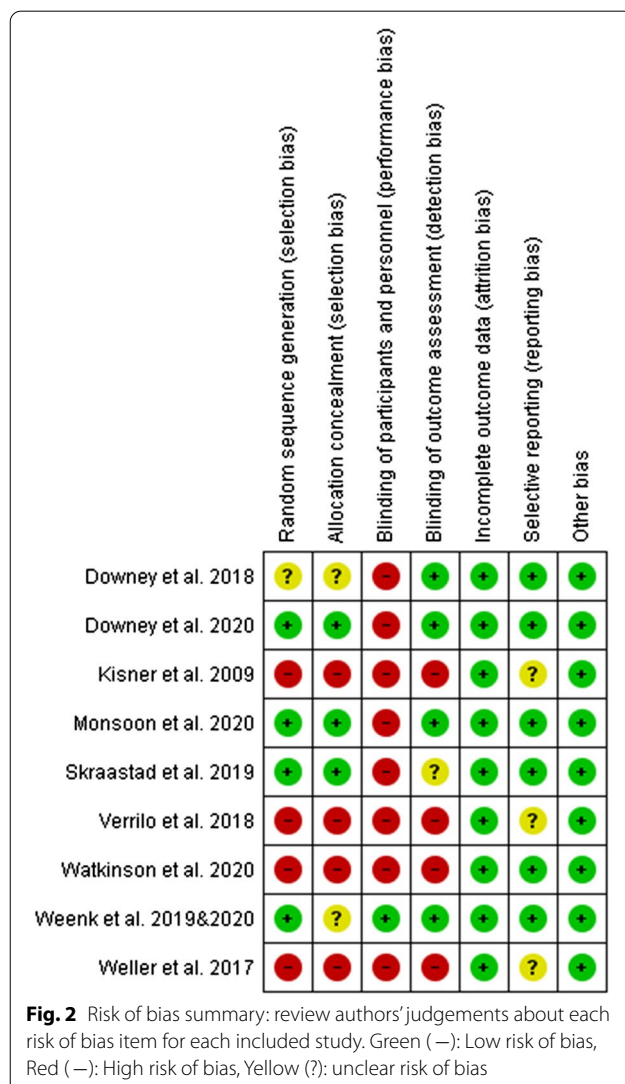 Random sequence generation (selection bias)
Allocation concealment (selection bias)
Blinding of participants and personnel (performance bias)
Blinding of outcome assessment (detection bias)
Incomplete outcome data (attrition bias)
Selective reporting (reporting bias)
Other bias
Downey et al. 2018 ? ? - + + + +
Downey et al. 2020 + + - + + + +
Kisner et al. 2009 - - - - + ? +
Monsoon et al. 2020 + + - + + + +
Skraastad et al. 2019 + + - ? + + +
Verrilo et al. 2018 - - - - + ? +
Watkinson et al. 2020 - - - - + + +
Weenk et al. 2019&2020 + ? + + + + +
Weller et al. 2017 - - - - + ? +
Fig. 2 Risk of bias summary: review authors’ judgements about each
risk of bias item for each included study. Green (—): Low risk of bias,
Red (—): High risk of bias, Yellow (?): unclear risk of bias